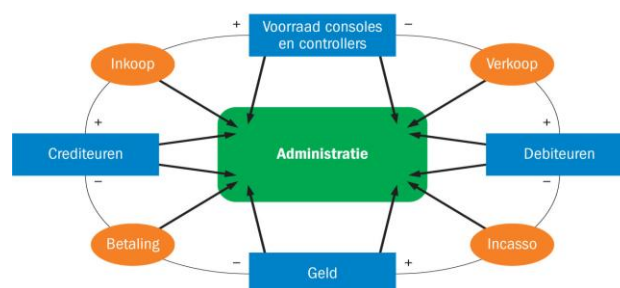 + Voorraad consoles –
en controllers
Inkoop Verkoop
+ +
Crediteuren Administratie Debiteuren
– –
Betaling Incasso
– Geld +